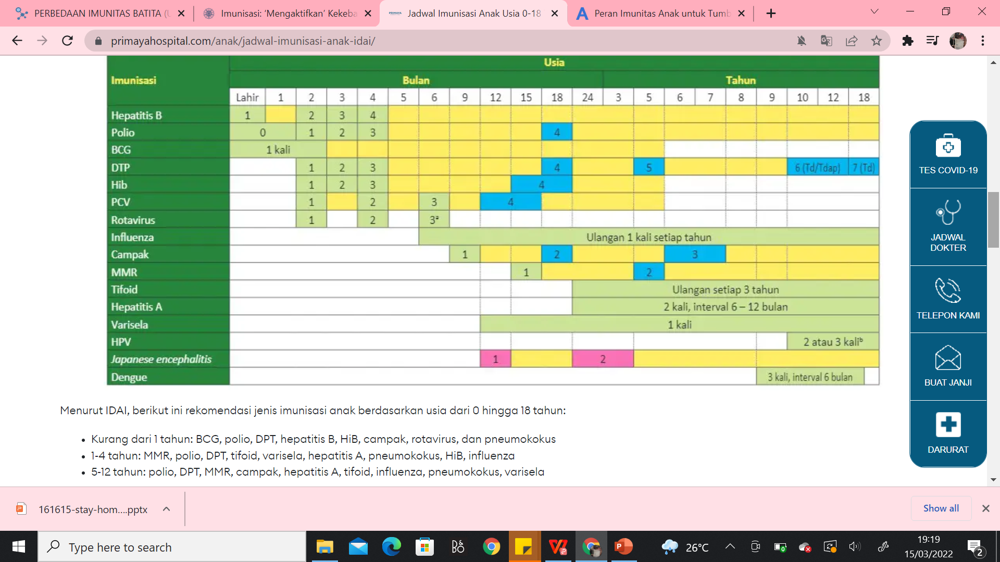 PERBEDAAN IMUNITAS BATITA (U
Imunisasi: ‘Mengaktifkan’ Kekeba
PRIMAYA
Jadwal Imunisasi Anak Usia 0-18
Peran Imunitas Anak untuk Tumb
primayahospital.com/anak/jadwal-imunisasi-anak-idai/
Imunisasi
Usia
Bulan
Tahun
Lahir 1 2 3 4 5 6 9 12 15 18 24 3 5 6 7 8 9 10 12 18
Hepatitis B 1 2 3 4
Polio 0 1 2 3 4
BCG 1 kali
DTP 1 2 3 4 5 6 (Td/Tdap) 7 (Td)
Hib 1 2 3 4
PCV 1 2 3 4
Rotavirus 1 2 3ª
Influenza Ulangan 1 kali setiap tahun
Campak 1 2 3
MMR 1 2
Tifoid Ulangan setiap 3 tahun
Hepatitis A 2 kali, interval 6 – 12 bulan
Varisela 1 kali
HPV 2 atau 3 kaliᵇ
Japanese encephalitis 1 2
Dengue 3 kali, interval 6 bulan
Menurut IDAI, berikut ini rekomendasi jenis imunisasi anak berdasarkan usia dari 0 hingga 18 tahun:
• Kurang dari 1 tahun: BCG, polio, DPT, hepatitis B, HiB, campak, rotavirus, dan pneumokokus
• 1-4 tahun: MMR, polio, DPT, tifoid, varisela, hepatitis A, pneumokokus, HiB, influenza
• 5-12 tahun: polio, DPT, MMR, campak, hepatitis A, tifoid, influenza, pneumokokus, varisela
TES COVID-19
JADWAL
DOKTER
TELEPON KAMI
BUAT JANJI
DARURAT
161615-stay-hom....pptx
Show all
Type here to search
26°C
19:19
15/03/2022
2